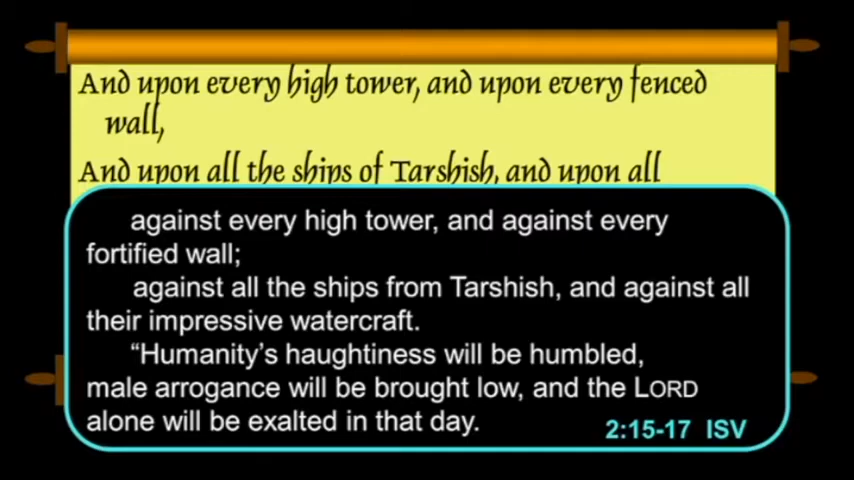 And upon every high tower, and upon every fenced
wall,
And upon all the ships of Tarshish, and upon all
against every high tower, and against every
fortified wall;
against all the ships from Tarshish, and against all
their impressive watercraft.
“Humanity’s haughtiness will be humbled,
male arrogance will be brought low, and the LORD
alone will be exalted in that day.
2:15-17 ISV